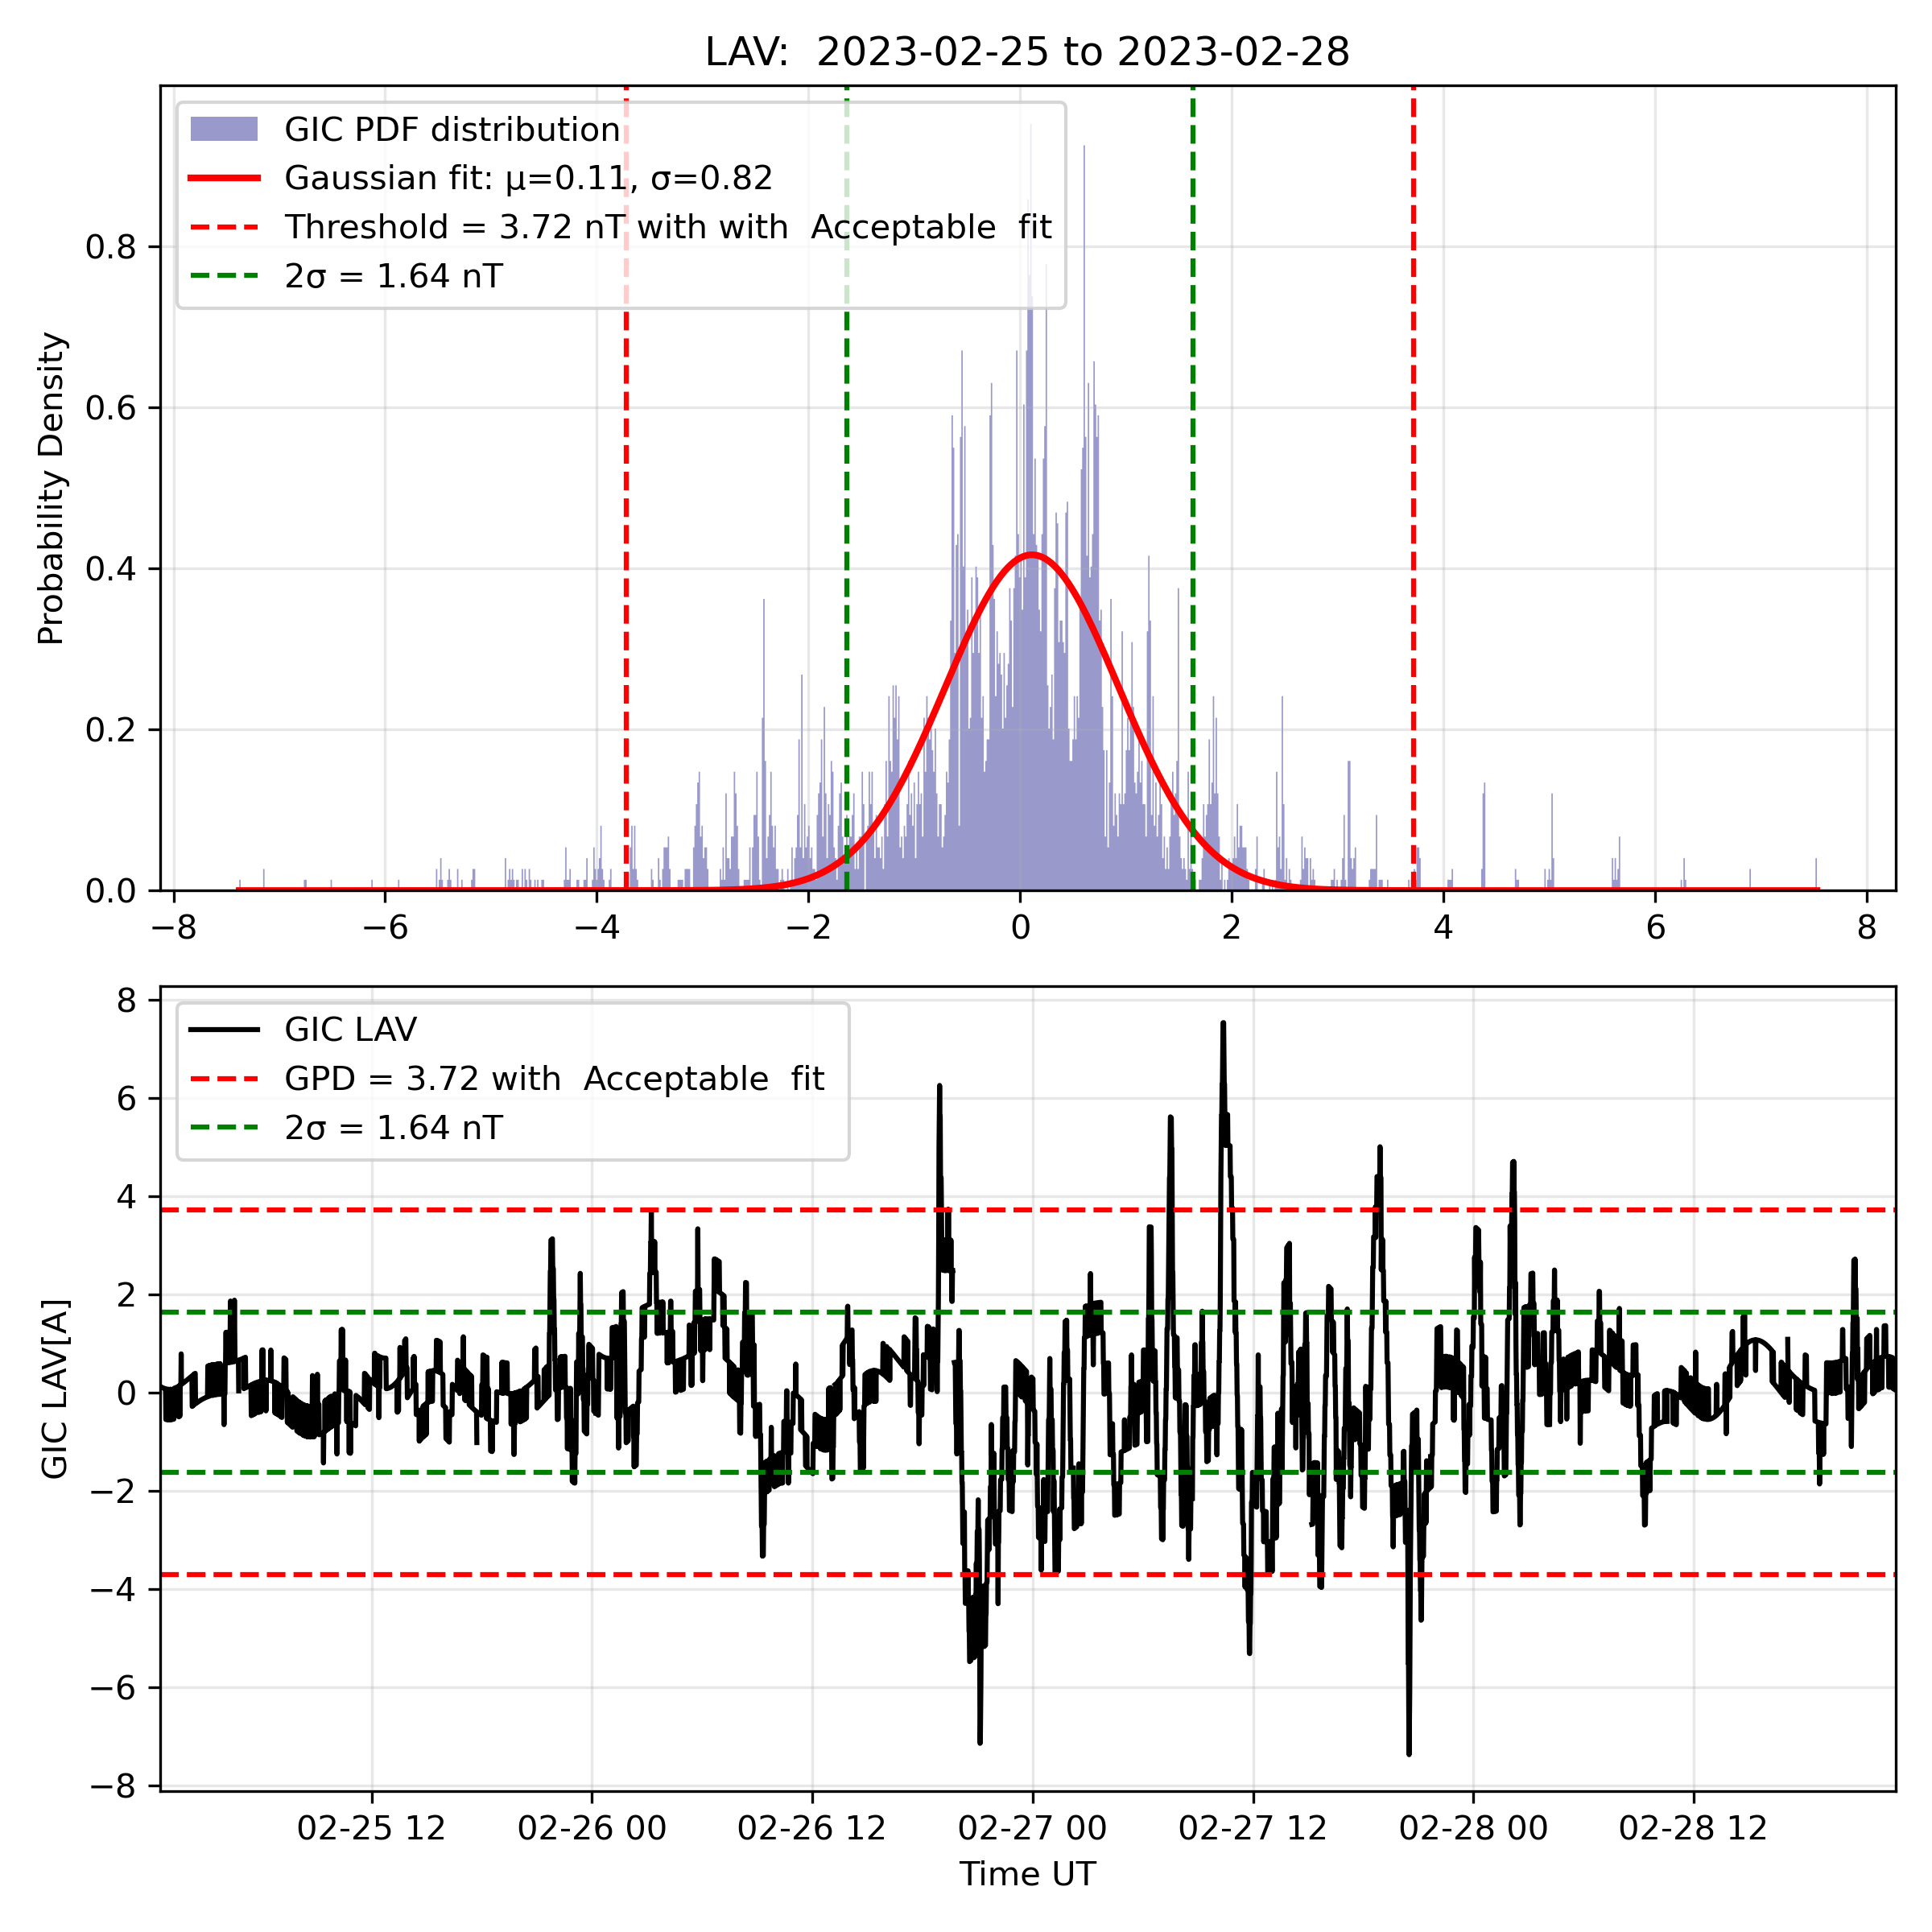 LAV:  2023-02-25 to 2023-02-28
GIC PDF distribution
Gaussian fit: μ=0.11, σ=0.82
Threshold = 3.72 nT with with  Acceptable  fit
2σ = 1.64 nT
Probability Density
0.8
0.6
0.4
0.2
0.0
−8 −6 −4 −2 0 2 4 6 8
GIC LAV
GPD = 3.72 with  Acceptable  fit
2σ = 1.64 nT
GIC LAV[A]
8
6
4
2
0
−2
−4
−6
−8
02-25 12 02-26 00 02-26 12 02-27 00 02-27 12 02-28 00 02-28 12
Time UT